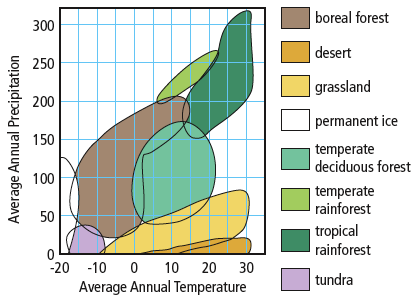 300
250
200
150
100
50
0
Average Annual Precipitation
-20
-10
0
10
20
30
Average Annual Temperature
boreal forest
desert
grassland
permanent ice
temperate
deciduous forest
temperate
rainforest
tropical
rainforest
tundra